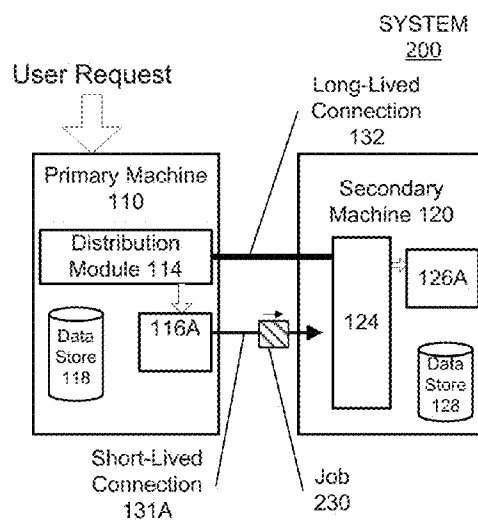 SYSTEM
200
User Request
Long-Lived
Connection
132
Primary Machine
110
Secondary
Machine 120
Distribution
Module 114
126A
116A
124
Data
Store
118
Data
Store
128
Short-Lived
Connection
131A
Job
230